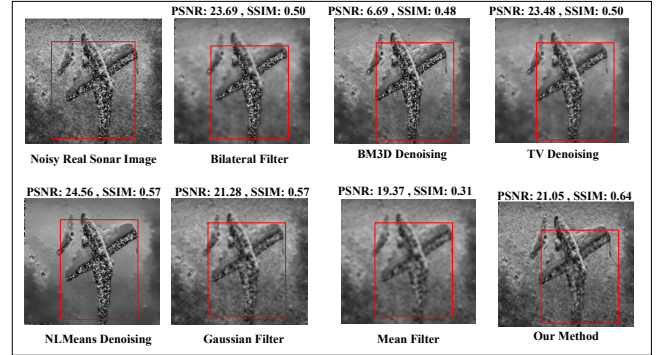 PSNR: 23.69 , SSIM: 0.50
PSNR: 6.69 , SSIM: 0.48
PSNR: 23.48 , SSIM: 0.50
Noisy Real Sonar Image
Bilateral Filter
BM3D Denoising
TV Denoising
PSNR: 24.56 , SSIM: 0.57
PSNR: 21.28 , SSIM: 0.57
PSNR: 19.37 , SSIM: 0.31
PSNR: 21.05 , SSIM: 0.64
NLMeans Denoising
Gaussian Filter
Mean Filter
Our Method